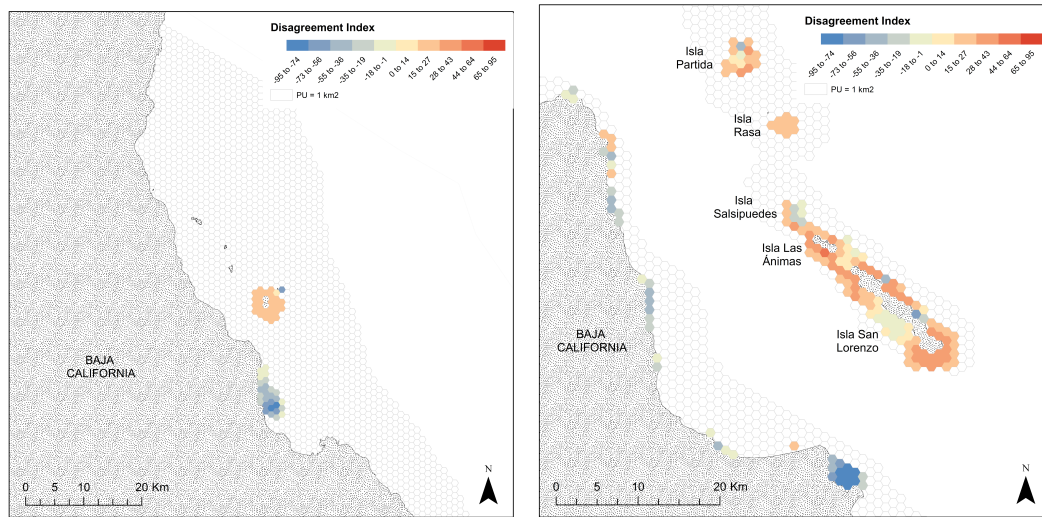 Disagreement Index
-95 to -74
-73 to -56
-55 to -36
-35 to -19
-18 to -1
0 to 14
15 to 27
28 to 43
44 to 64
65 to 95
PU = 1 km2
BAJA
CALIFORNIA
0 5 10 20 Km
N
Disagreement Index
-95 to -74
-73 to -56
-55 to -36
-35 to -19
-18 to -1
0 to 14
15 to 27
28 to 43
44 to 64
65 to 95
PU = 1 km2
Isla
Partida
Isla
Rasa
Isla
Salsipuedes
Isla Las
Ánimas
Isla San
Lorenzo
BAJA
CALIFORNIA
0 5 10 20 Km
N